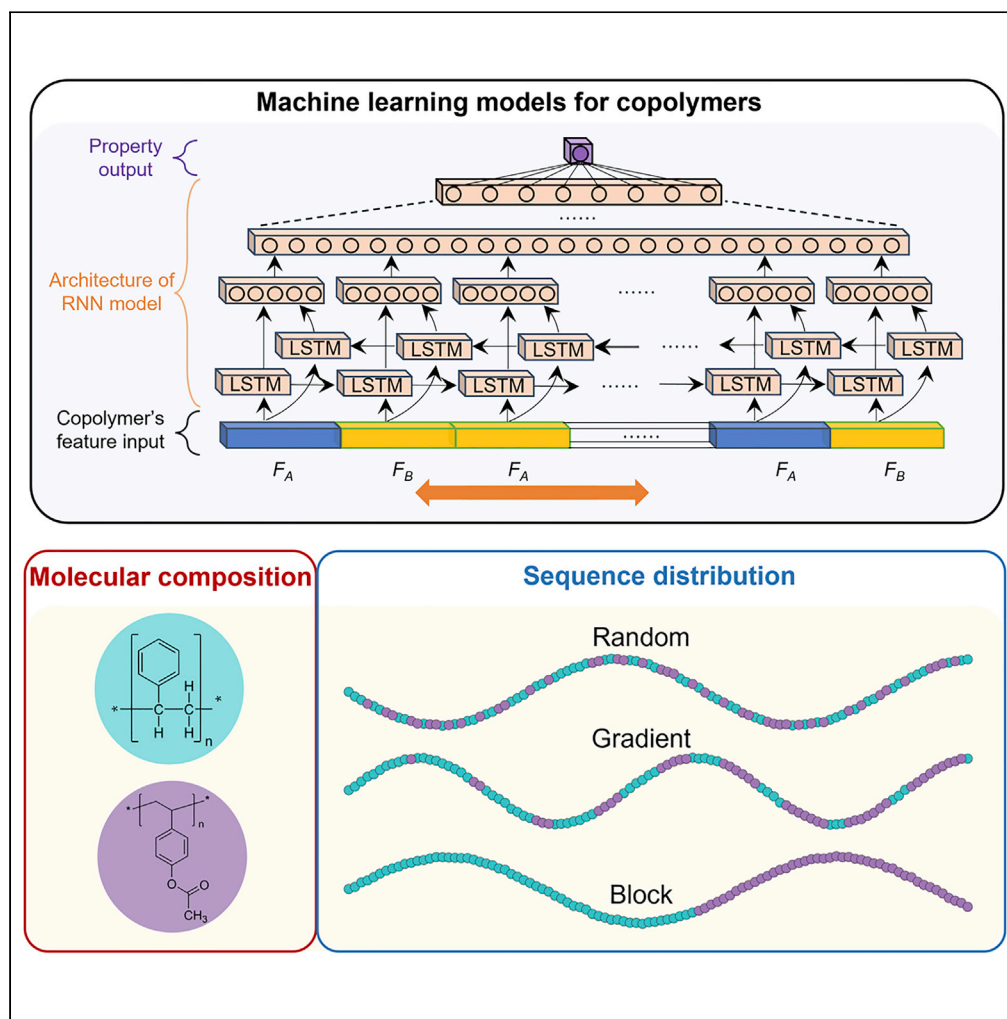 Machine learning models for copolymers
Property
output
......
Architecture of
RNN model
......
LSTM
LSTM
LSTM
......
LSTM
LSTM
LSTM
LSTM
LSTM
......
LSTM
LSTM
Copolymer's
feature input
......
F_A
F_B
F_A
F_A
F_B
Molecular composition
Sequence distribution
Random
H
*
C
C
*
H
H
n
Gradient
*
*
n
O
O
CH₃
Block